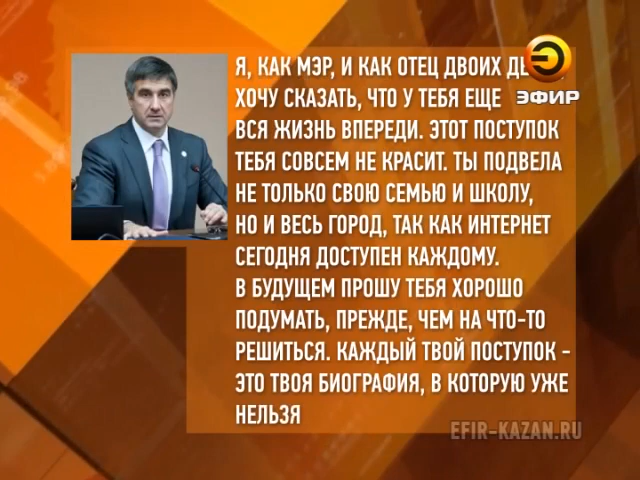 Я, КАК МЭР, И КАК ОТЕЦ ДВОИХ
ХОЧУ СКАЗАТЬ, ЧТО У ТЕБЯ ЕЩЕ
ЭФИР
ВСЯ ЖИЗНЬ ВПЕРЕДИ. ЭТОТ ПОСТУПОК
ТЕБЯ СОВСЕМ НЕ КРАСИТ. ТЫ ПОДВЕЛА
НЕ ТОЛЬКО СВОЮ СЕМЬЮ И ШКОЛУ,
НО И ВЕСЬ ГОРОД, ТАК КАК ИНТЕРНЕТ
СЕГОДНЯ ДОСТУПЕН КАЖДОМУ.
В БУДУЩЕМ ПРОШУ ТЕБЯ ХОРОШО
ПОДУМАТЬ, ПРЕЖДЕ, ЧЕМ НА ЧТО-ТО
РЕШИТЬСЯ. КАЖДЫЙ ТВОЙ ПОСТУПОК -
ЭТО ТВОЯ БИОГРАФИЯ, В КОТОРУЮ УЖЕ
НЕЛЬЗЯ
EFIR-KAZAN.RU